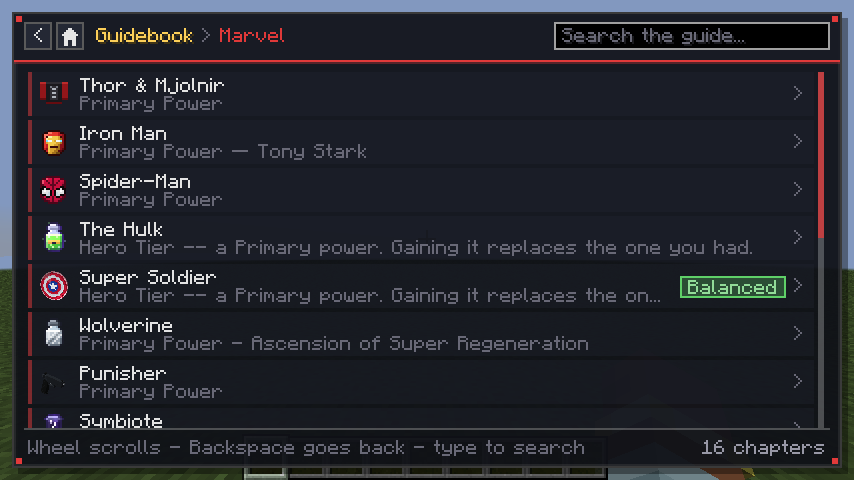 Guidebook > Marvel
Search the guide...
Thor & Mjolnir
Primary Power
Iron Man
Primary Power — Tony Stark
Spider-Man
Primary Power
The Hulk
Hero Tier -- a Primary power. Gaining it replaces the one you had.
Super Soldier
Hero Tier -- a Primary power. Gaining it replaces the on...
Balanced
Wolverine
Primary Power - Ascension of Super Regeneration
Punisher
Primary Power
Symbiote
Wheel scrolls - Backspace goes back - type to search
16 chapters